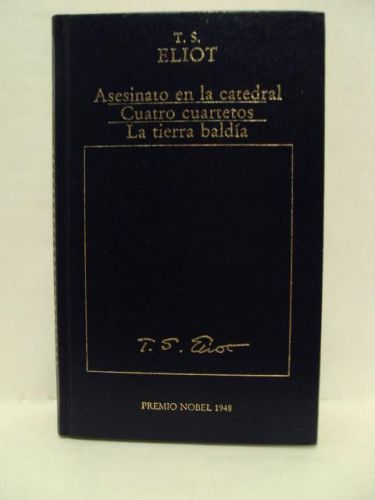 T. S.
ELIOT
Asesinato en la catedral
Cuatro cuartetos
La tierra baldía
T. S. Eliot
PREMIO NOBEL 1948